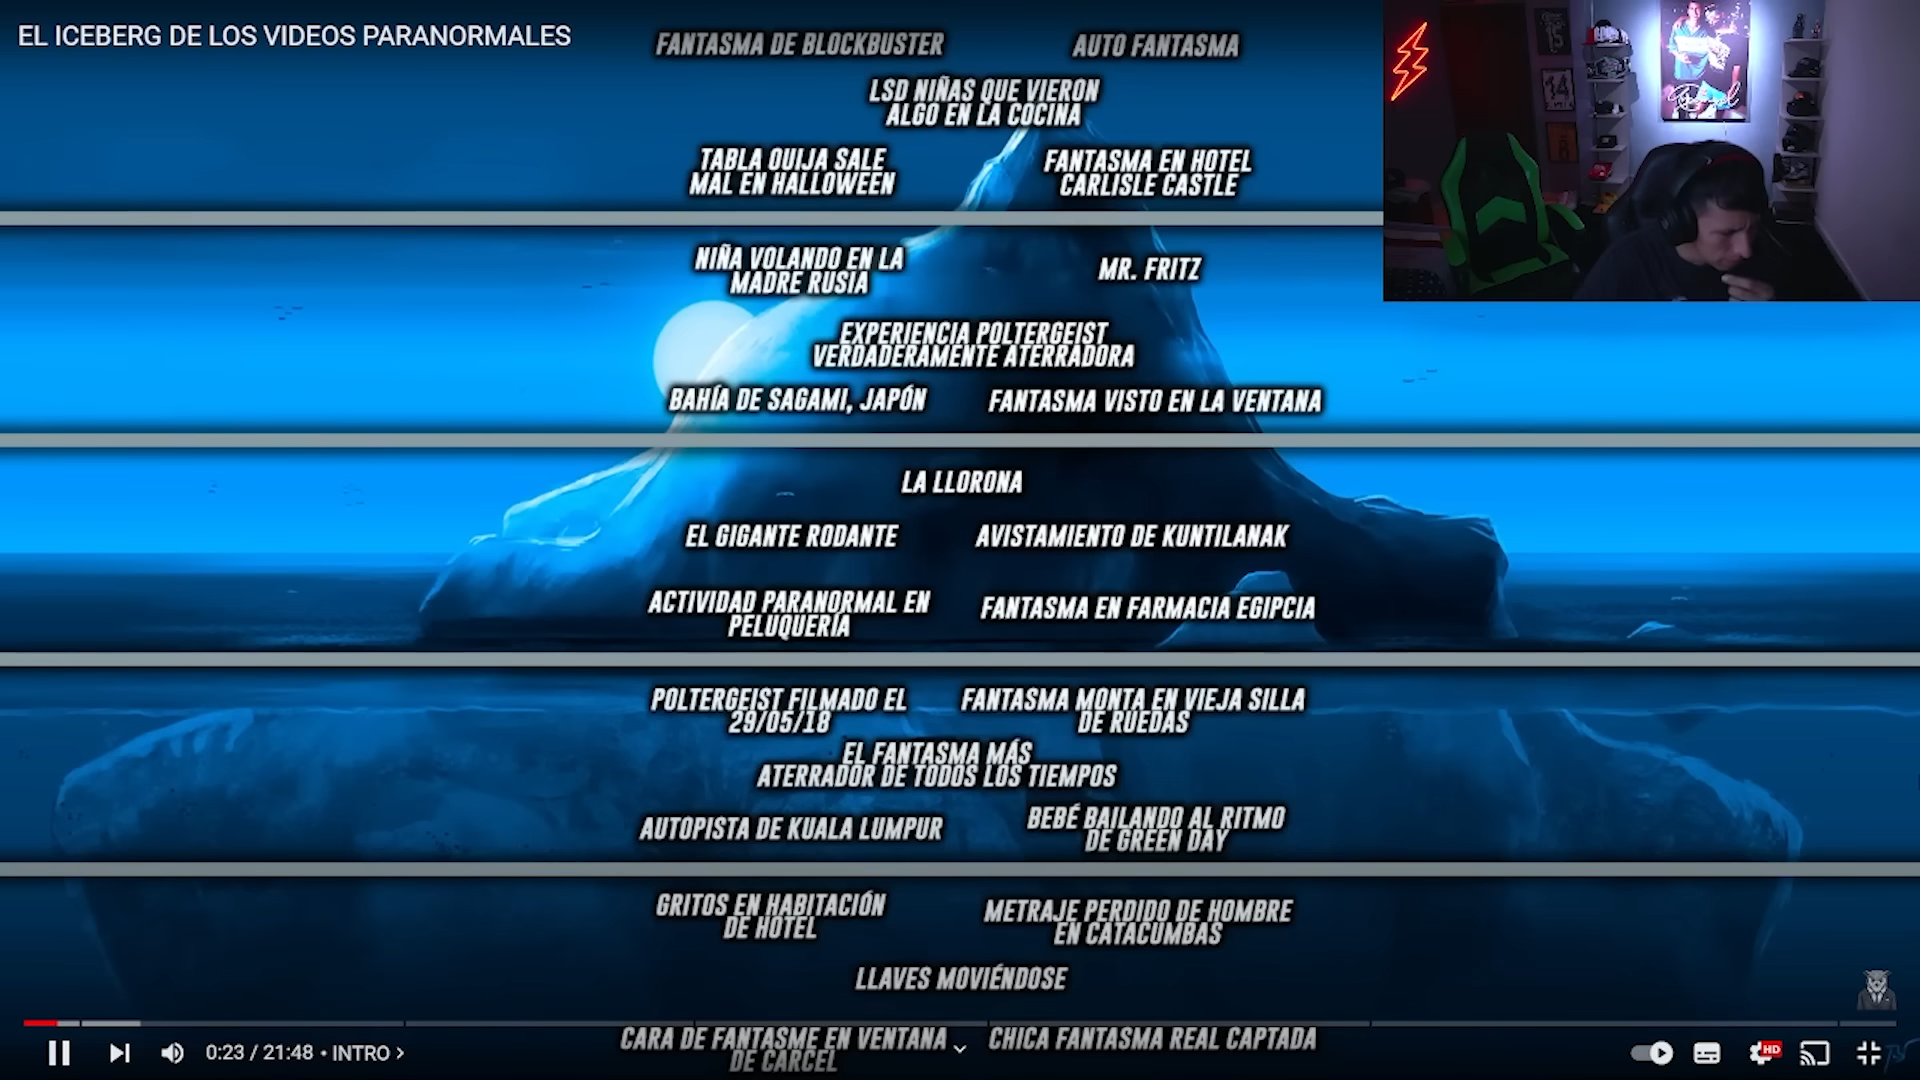 EL ICEBERG DE LOS VIDEOS PARANORMALES
FANTASMA DE BLOCKBUSTER
AUTO FANTASMA
LSD NIÑAS QUE VIERON
ALGO EN LA COCINA
TABLA OUIJA SALE
MAL EN HALLOWEEN
FANTASMA EN HOTEL
CARLISLE CASTLE
NIÑA VOLANDO EN LA
MADRE RUSIA
MR. FRITZ
EXPERIENCIA POLTERGEIST
VERDADERAMENTE ATERRADORA
BAHÍA DE SAGAMI, JAPÓN
FANTASMA VISTO EN LA VENTANA
LA LLORONA
EL GIGANTE RODANTE
AVISTAMIENTO DE KUNTILANAK
ACTIVIDAD PARANORMAL EN
PELUQUERÍA
FANTASMA EN FARMACIA EGIPCIA
POLTERGEIST FILMADO EL
29/05/18
FANTASMA MONTA EN VIEJA SILLA
DE RUEDAS
EL FANTASMA MÁS
ATERRADOR DE TODOS LOS TIEMPOS
AUTOPISTA DE KUALA LUMPUR
BEBÉ BAILANDO AL RITMO
DE GREEN DAY
GRITOS EN HABITACIÓN
DE HOTEL
METRAJE PERDIDO DE HOMBRE
EN CATACUMBAS
LLAVES MOVIÉNDOSE
CARA DE FANTASME EN VENTANA
DE CARCEL
CHICA FANTASMA REAL CAPTADA
0:23 / 21:48 • INTRO
HD
15
14